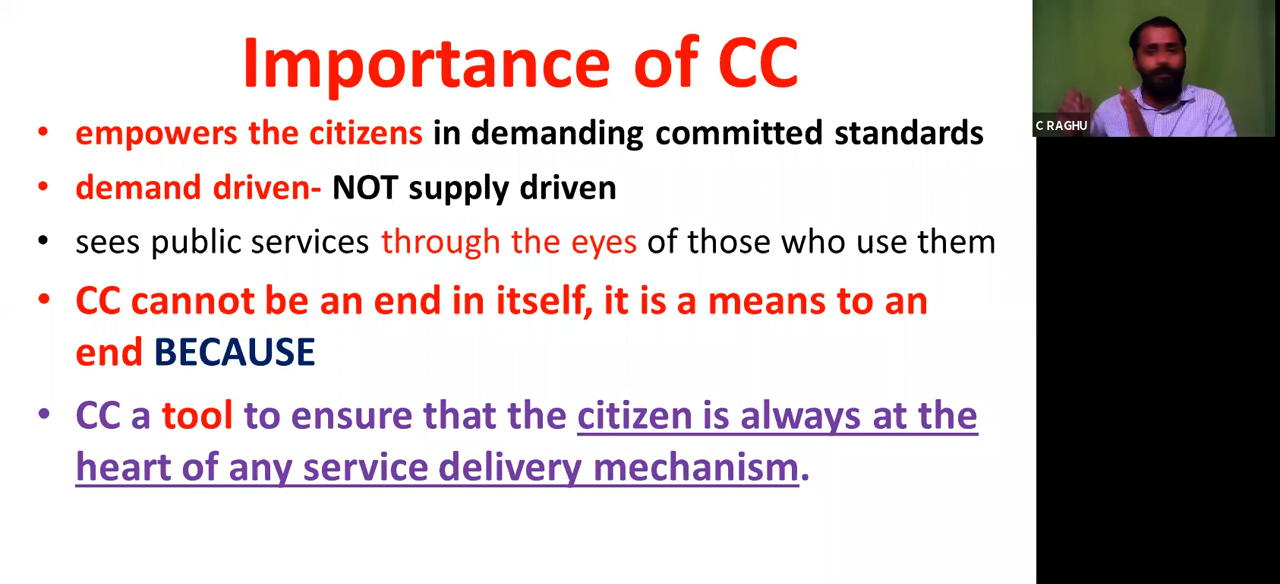 Importance of CC
• empowers the citizens in demanding committed standards
• demand driven- NOT supply driven
• sees public services through the eyes of those who use them
• CC cannot be an end in itself, it is a means to an
end BECAUSE
• CC a tool to ensure that the citizen is always at the
heart of any service delivery mechanism.
C RAGHU